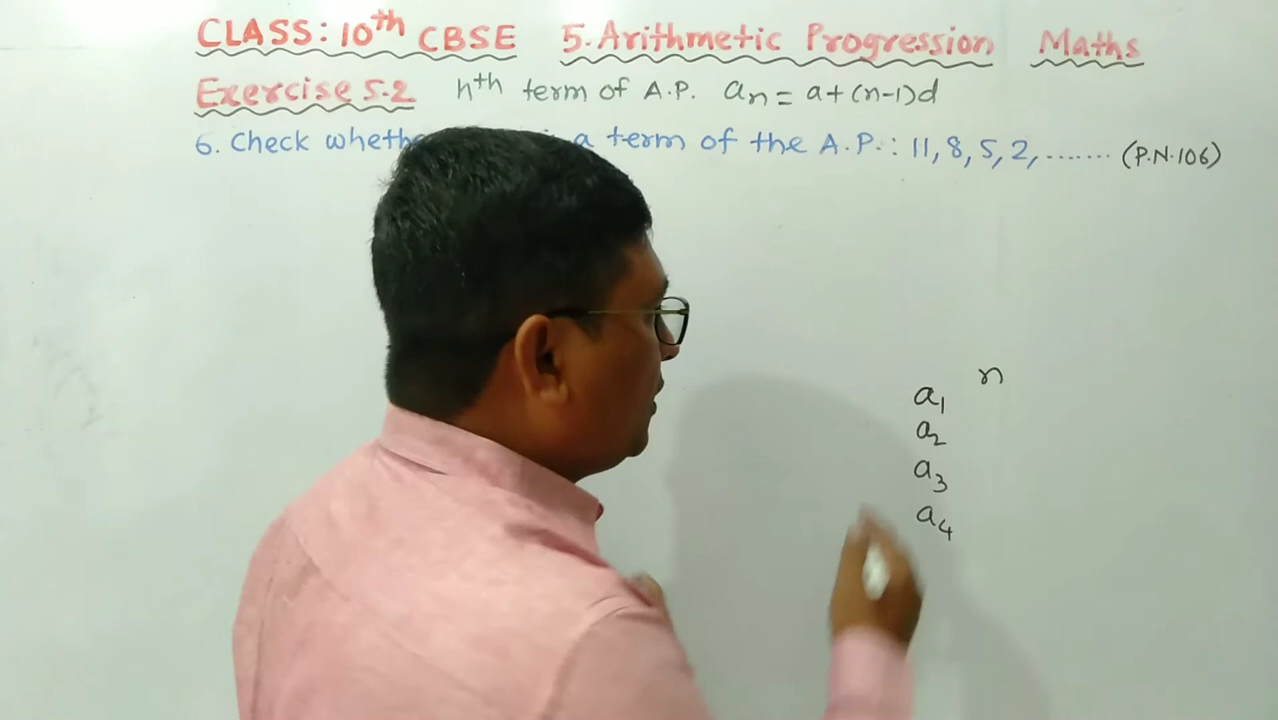 CLASS: 10th CBSE 5. Arithmetic Progression Maths
Exercise 5.2 nth term of A.P. an = a+(n-1)d
6. Check a term of the A.P.: 11, 8, 5, 2, ....... (P.N.106)
n
a1
a2
a3
a4